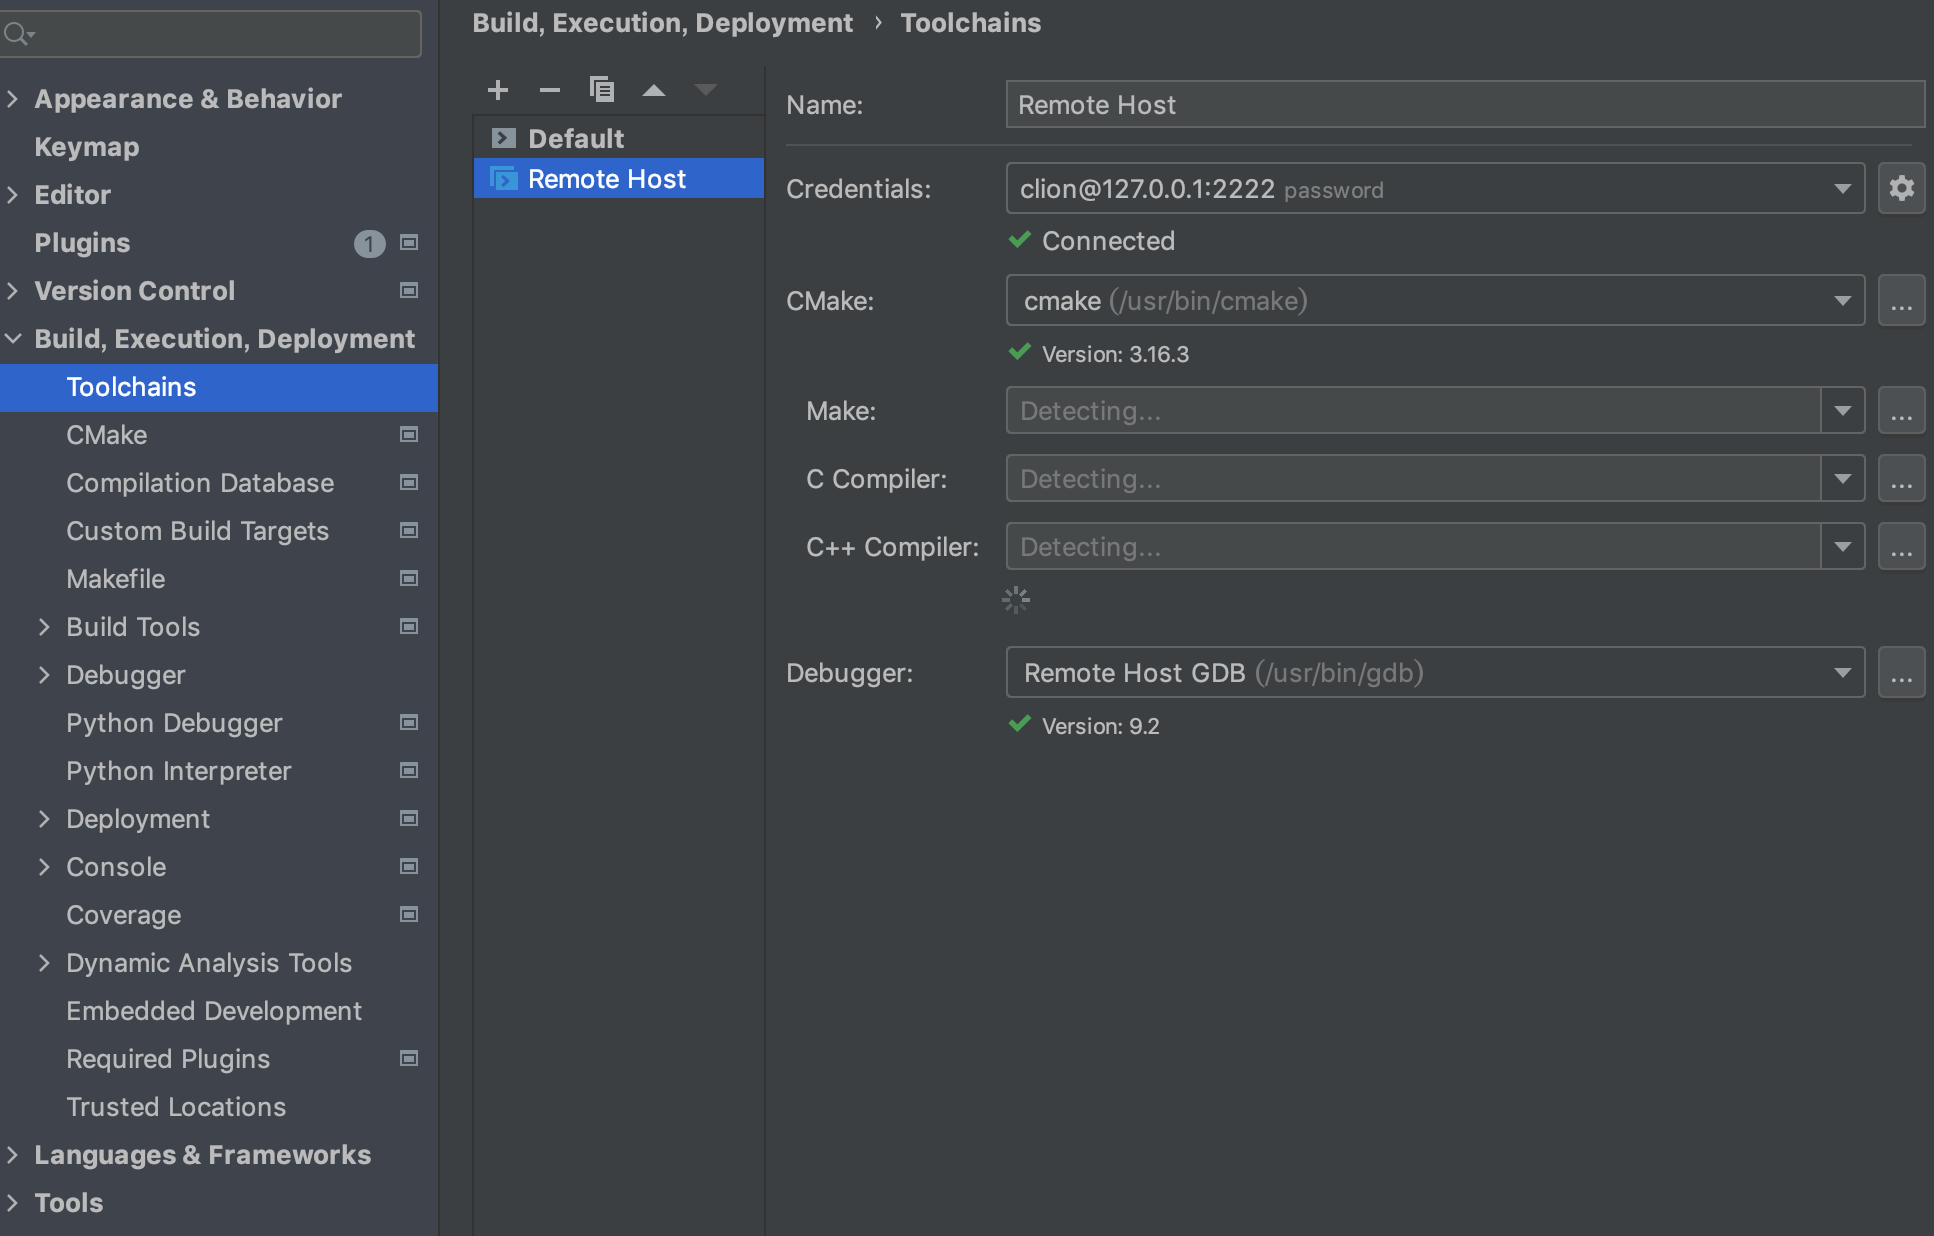 Appearance & Behavior
Keymap
Editor
Plugins 1
Version Control
Build, Execution, Deployment
Toolchains
CMake
Compilation Database
Custom Build Targets
Makefile
Build Tools
Debugger
Python Debugger
Python Interpreter
Deployment
Console
Coverage
Dynamic Analysis Tools
Embedded Development
Required Plugins
Trusted Locations
Languages & Frameworks
Tools
Build, Execution, Deployment › Toolchains
Default
Remote Host
Name: Remote Host
Credentials: clion@127.0.0.1:2222 password
Connected
CMake: cmake (/usr/bin/cmake) ...
Version: 3.16.3
Make: Detecting... ...
C Compiler: Detecting... ...
C++ Compiler: Detecting... ...
Debugger: Remote Host GDB (/usr/bin/gdb) ...
Version: 9.2